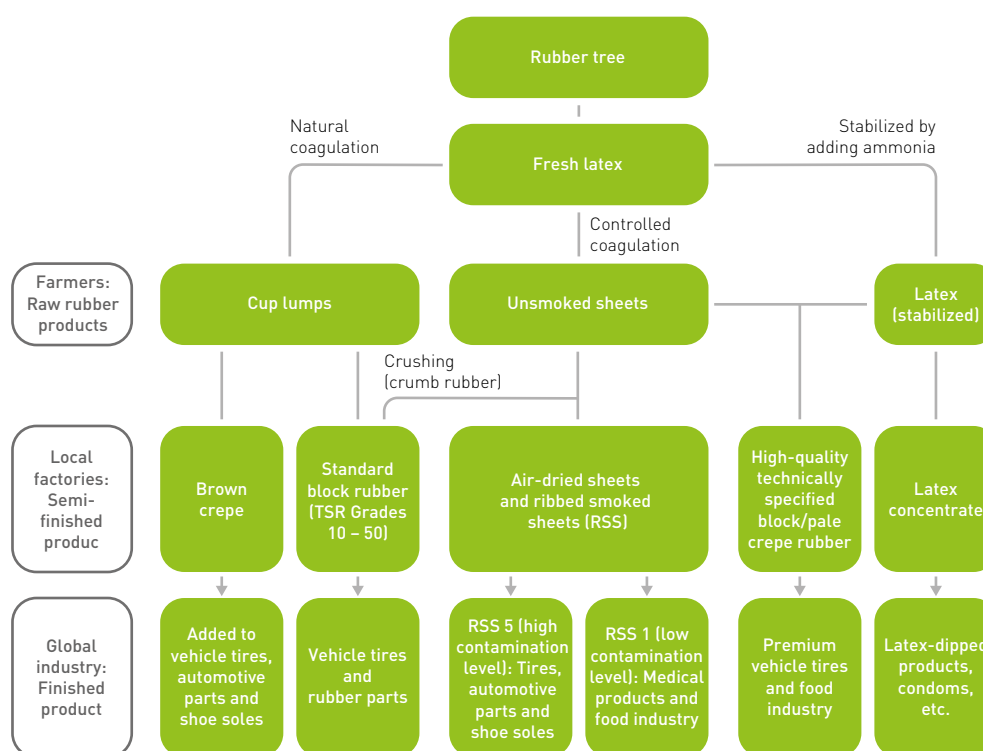 Rubber tree
Natural
coagulation
Stabilized by
adding ammonia
Fresh latex
Controlled
coagulation
Farmers:
Raw rubber
products
Cup lumps
Unsmoked sheets
Latex
(stabilized)
Crushing
(crumb rubber)
Local
factories:
Semi-
finished
produc
Brown
crepe
Standard
block rubber
(TSR Grades
10 – 50)
Air-dried sheets
and ribbed smoked
sheets (RSS)
High-quality
technically
specified
block/pale
crepe rubber
Latex
concentrate
Global
industry:
Finished
product
Added to
vehicle tires,
automotive
parts and
shoe soles
Vehicle tires
and
rubber parts
RSS 5 (high
contamination
level): Tires,
automotive
parts and
shoe soles
RSS 1 (low
contamination
level): Medical
products and
food industry
Premium
vehicle tires
and food
industry
Latex-dipped
products,
condoms,
etc.